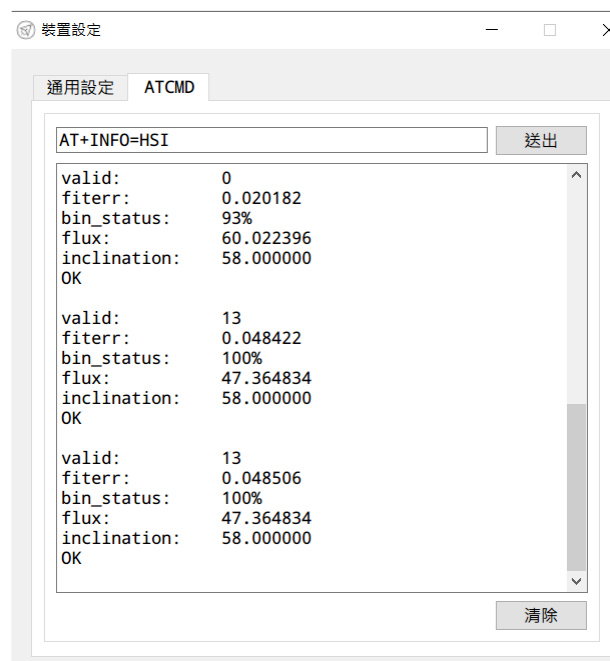 裝置設定
通用設定 ATCMD
AT+INFO=HSI 送出
valid: 0
fiterr: 0.020182
bin_status: 93%
flux: 60.022396
inclination: 58.000000
OK
valid: 13
fiterr: 0.048422
bin_status: 100%
flux: 47.364834
inclination: 58.000000
OK
valid: 13
fiterr: 0.048506
bin_status: 100%
flux: 47.364834
inclination: 58.000000
OK
清除